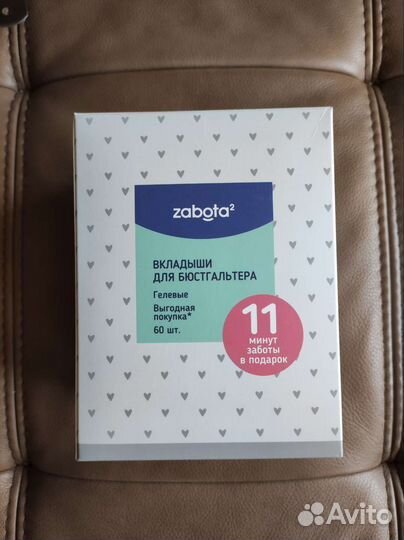 zabota²
ВКЛАДЫШИ
ДЛЯ БЮСТГАЛЬТЕРА
Гелевые
Выгодная
покупка*
60 шт.
11
минут
заботы
в подарок
Avito